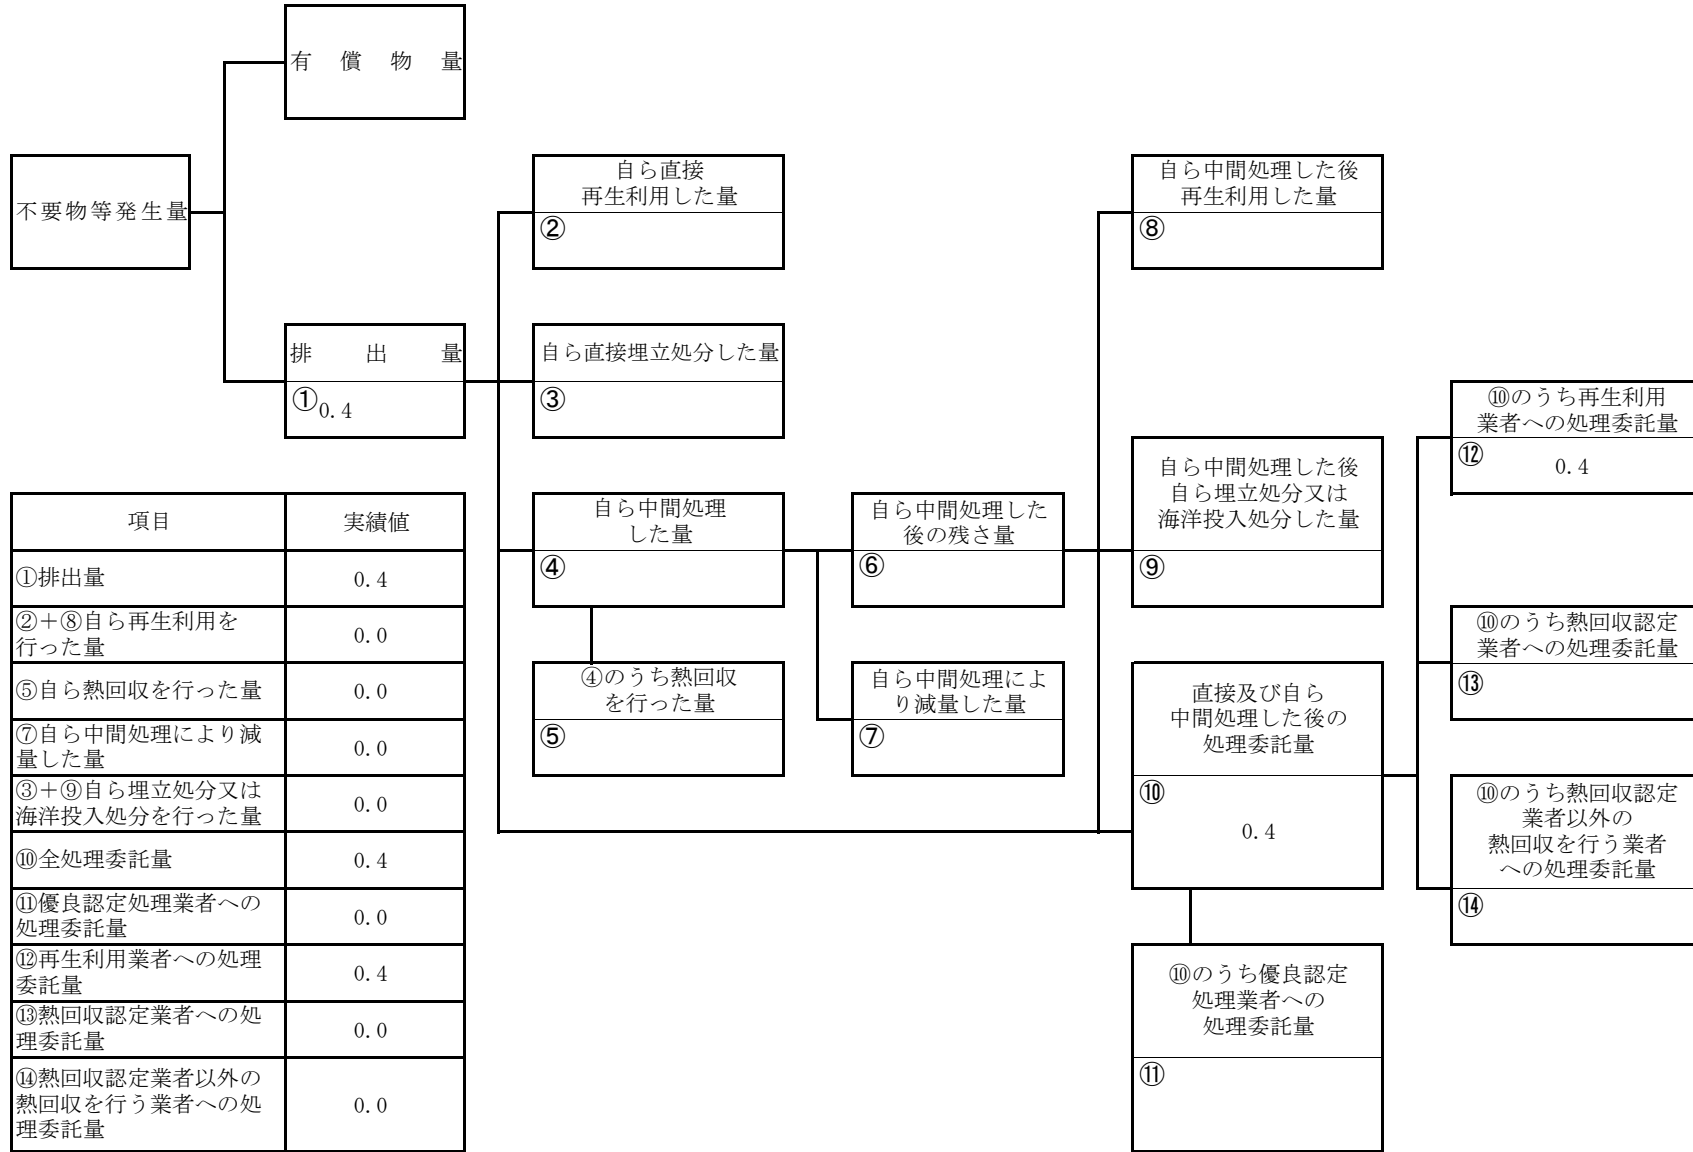 有償物量
不要物等発生量
排出量
①0.4
自ら直接
再生利用した量
②
自ら直接埋立処分した量
③
自ら中間処理
した量
④
④のうち熱回収
を行った量
⑤
自ら中間処理した
後の残さ量
⑥
自ら中間処理によ
り減量した量
⑦
自ら中間処理した後
再生利用した量
⑧
自ら中間処理した後
自ら埋立処分又は
海洋投入処分した量
⑨
直接及び自ら
中間処理した後の
処理委託量
⑩
0.4
⑩のうち優良認定
処理業者への
処理委託量
⑪
⑩のうち再生利用
業者への処理委託量
⑫ 0.4
⑩のうち熱回収認定
業者への処理委託量
⑬
⑩のうち熱回収認定
業者以外の
熱回収を行う業者
への処理委託量
⑭
項目 実績値
①排出量 0.4
②＋⑧自ら再生利用を
行った量 0.0
⑤自ら熱回収を行った量 0.0
⑦自ら中間処理により減
量した量 0.0
③＋⑨自ら埋立処分又は
海洋投入処分を行った量 0.0
⑩全処理委託量 0.4
⑪優良認定処理業者への
処理委託量 0.0
⑫再生利用業者への処理
委託量 0.4
⑬熱回収認定業者への処
理委託量 0.0
⑭熱回収認定業者以外の
熱回収を行う業者への処
理委託量 0.0